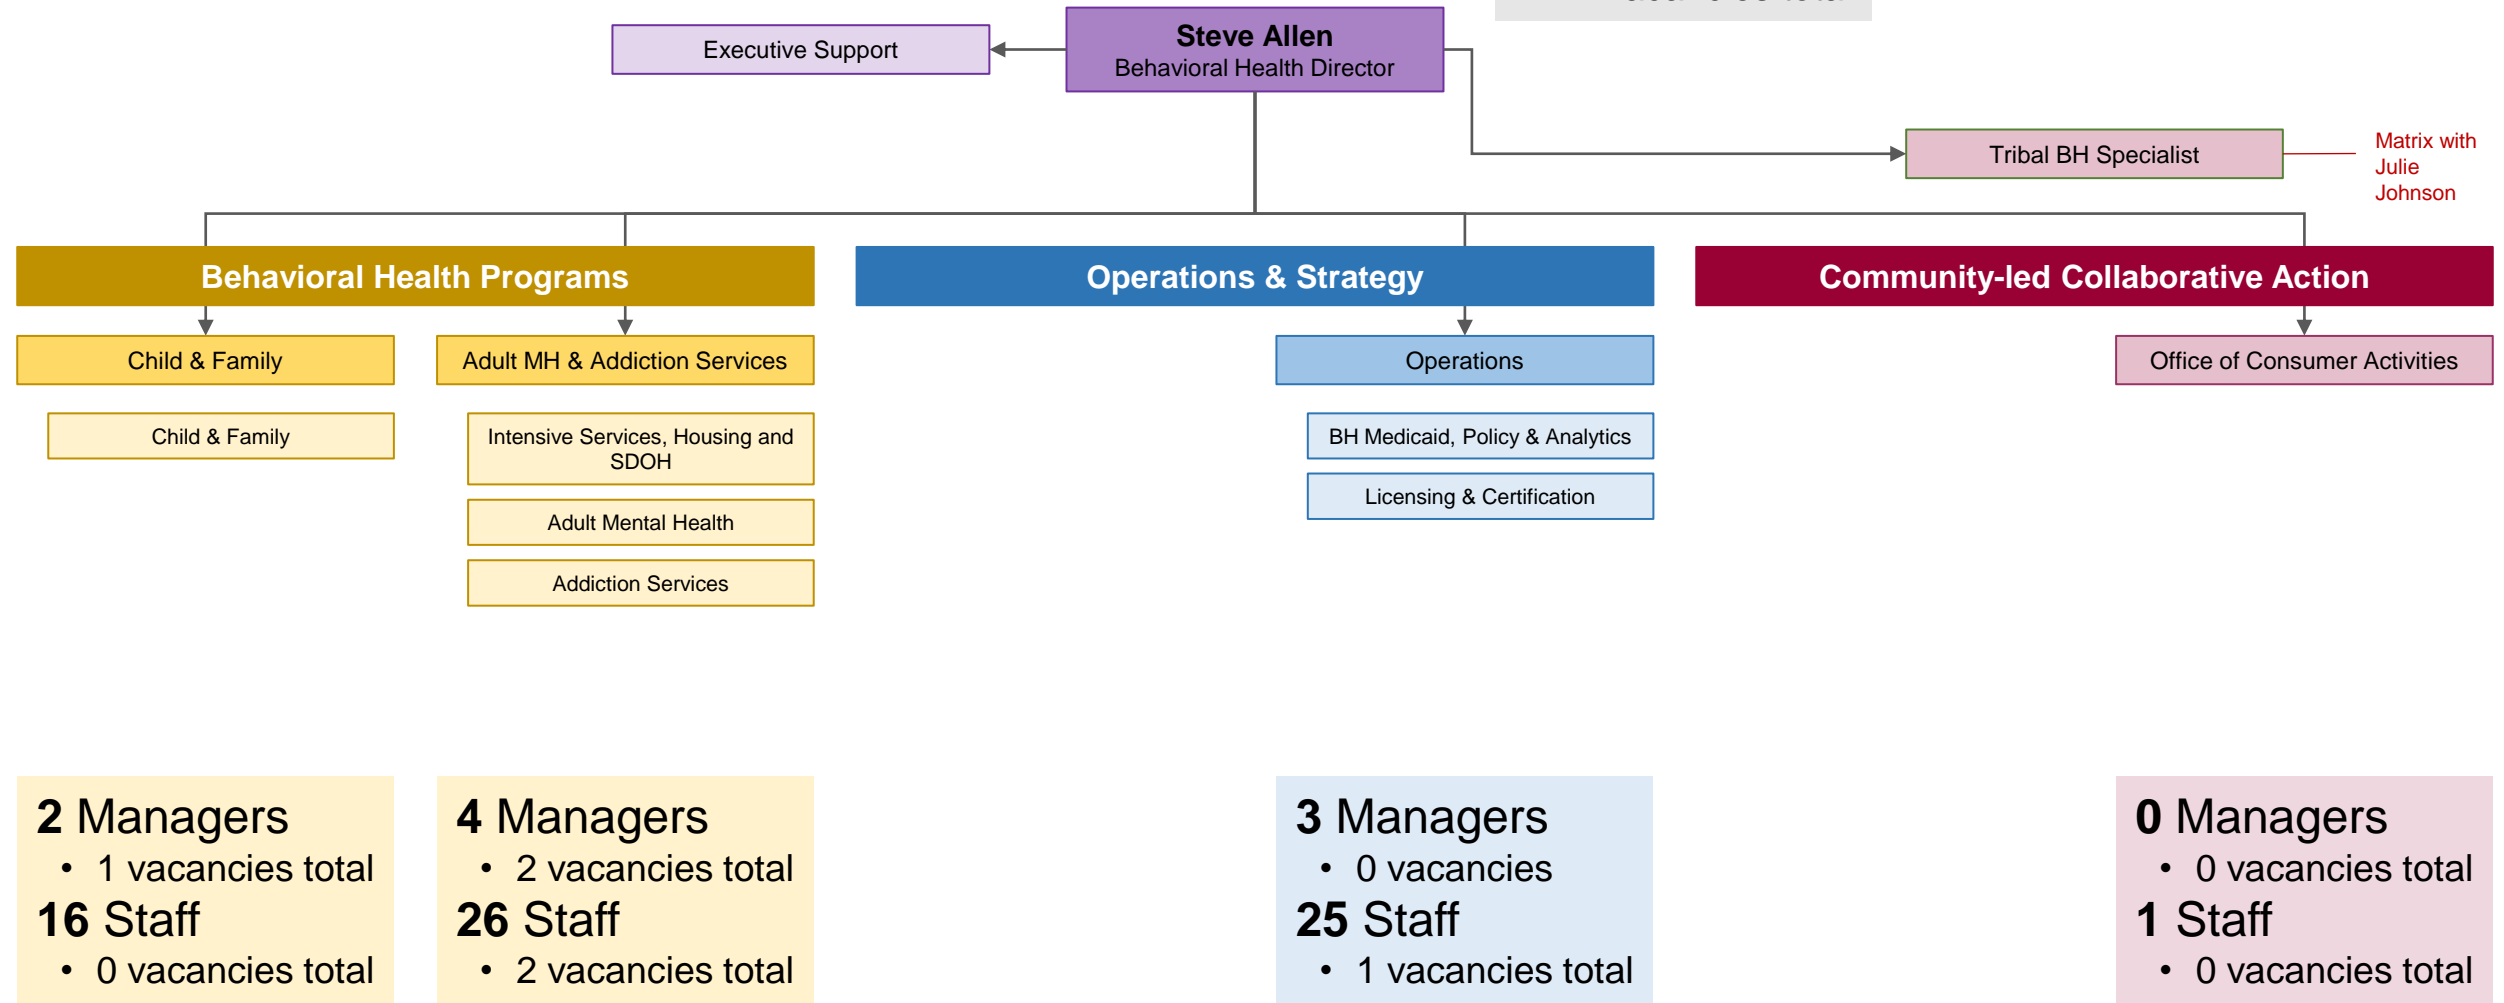 total
Executive Support
Steve Allen
Behavioral Health Director
Tribal BH Specialist
Matrix with
Julie
Johnson
Behavioral Health Programs
Operations & Strategy
Community-led Collaborative Action
Child & Family
Adult MH & Addiction Services
Operations
Office of Consumer Activities
Child & Family
Intensive Services, Housing and
SDOH
Adult Mental Health
Addiction Services
BH Medicaid, Policy & Analytics
Licensing & Certification
2 Managers
• 1 vacancies total
16 Staff
• 0 vacancies total
4 Managers
• 2 vacancies total
26 Staff
• 2 vacancies total
3 Managers
• 0 vacancies
25 Staff
• 1 vacancies total
0 Managers
• 0 vacancies total
1 Staff
• 0 vacancies total